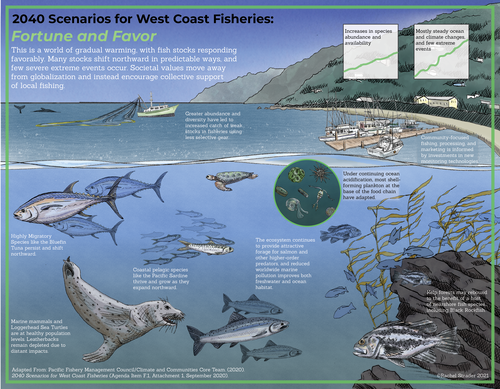 2040 Scenarios for West Coast Fisheries:
Fortune and Favor
This is a world of gradual warming, with fish stocks responding
favorably. Many stocks shift northward in predictable ways, and
few severe extreme events occur. Societal values move away
from globalization and instead encourage collective support
of local fishing.
Increases in species
abundance and
availability
Mostly steady ocean
and climate changes
and few extreme
events.
Greater abundance and
diversity have led to
increased catch of weak
stocks in fisheries using
less selective gear.
Community-focused
fishing, processing, and
marketing is informed
by investments in new
monitoring technologies.
Under continuing ocean
acidification, most shell-
forming plankton at the
base of the food chain
have adapted.
Highly Migratory
Species like the Bluefin
Tuna persist and shift
northward.
Coastal pelagic species
like the Pacific Sardine
thrive and grow as they
expand northward.
The ecosystem continues
to provide attractive
forage for salmon and
other higher-order
predators, and reduced
worldwide marine
pollution improves both
freshwater and ocean
habitat.
Kelp forests may rebound
to the benefit of a host
of nearshore fish species
including Black Rockfish.
Marine mammals and
Loggerhead Sea Turtles
are at healthy population
levels. Leatherbacks
remain depleted due to
distant impacts.
Adapted From: Pacific Fishery Management Council/Climate and Communities Core Team (2020).
2040 Scenarios for West Coast Fisheries (Agenda Item F.1, Attachment 1, September 2020).
2021